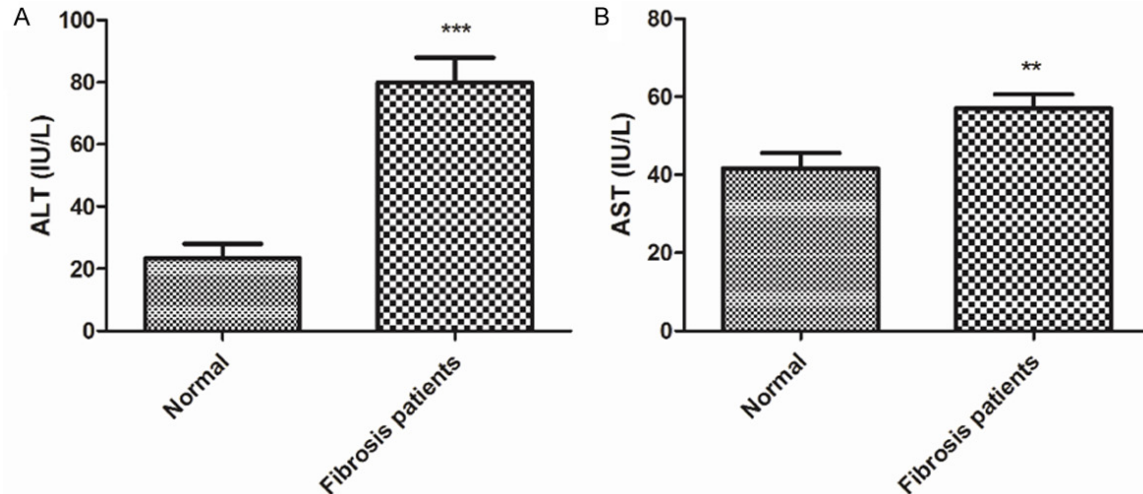 A
ALT (IU/L)
100
80
60
40
20
0
***
Normal
Fibrosis patients
B
AST (IU/L)
80
60
40
20
0
**
Normal
Fibrosis patients